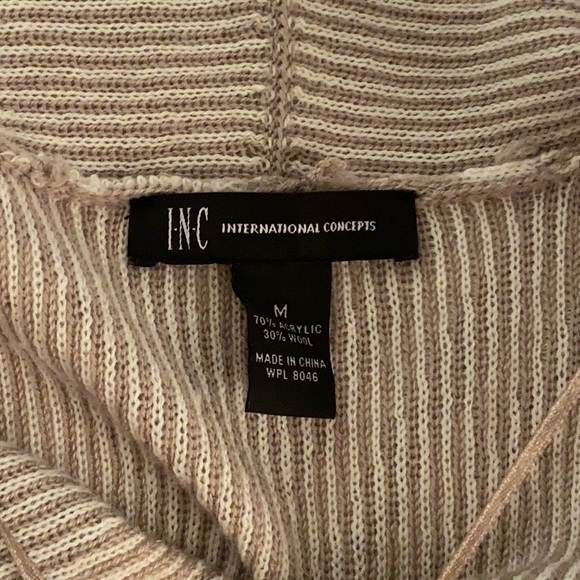 I·N·C INTERNATIONAL CONCEPTS
M
70% ACRYLIC
30% WOOL
MADE IN CHINA
WPL 8046